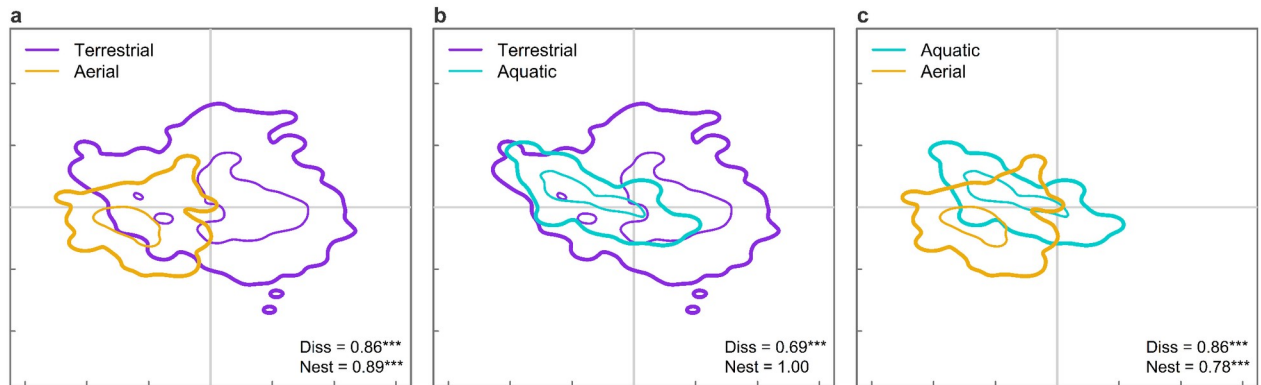 a
Terrestrial
Aerial
Diss = 0.86***
Nest = 0.89***
b
Terrestrial
Aquatic
Diss = 0.69***
Nest = 1.00
c
Aquatic
Aerial
Diss = 0.86***
Nest = 0.78***